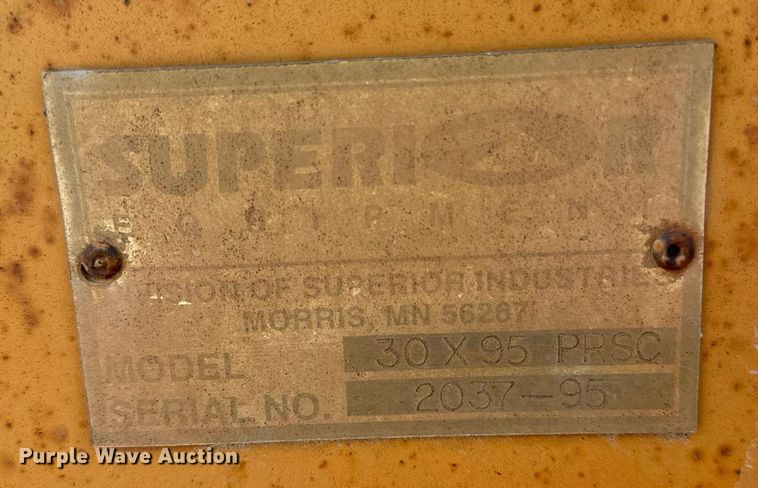 SUPERIOR
EQUIPMENT
DIVISION OF SUPERIOR INDUSTRIES
MORRIS, MN 56267
MODEL 30 X 95 PRSC
SERIAL NO. 2037-95
Purple Wave Auction